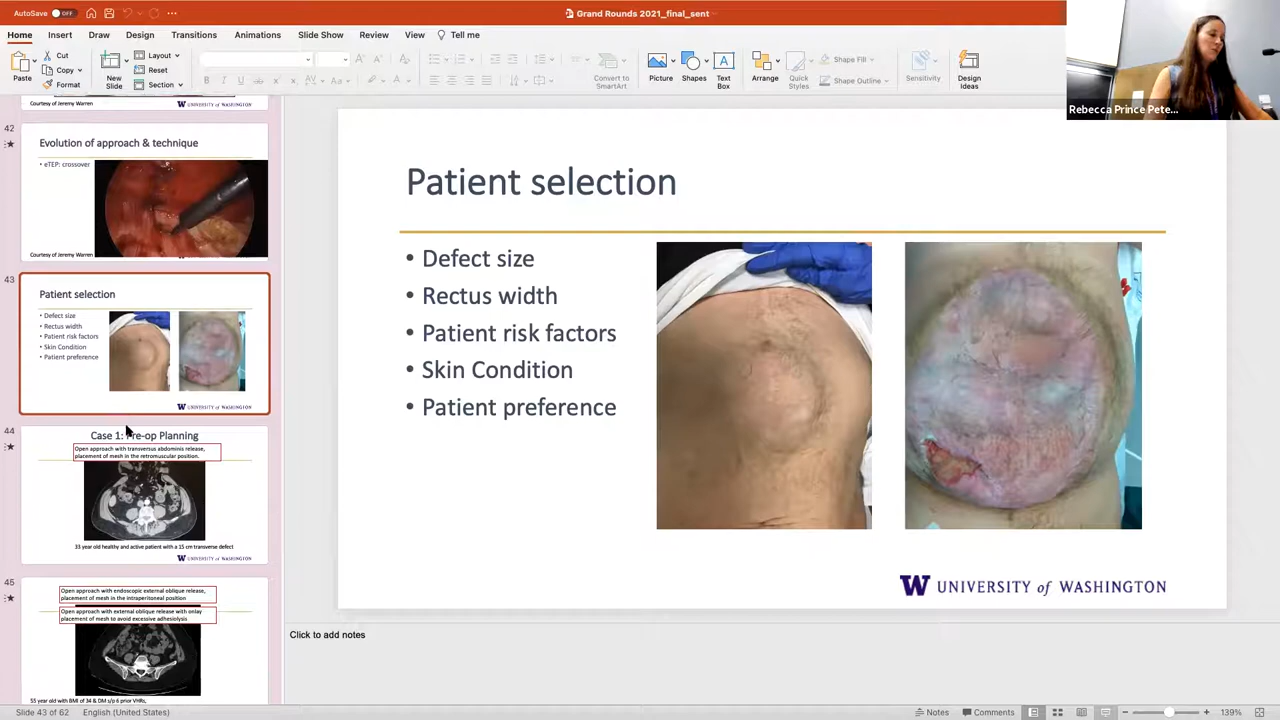 AutoSave OFF
Grand Rounds 2021_final_sent
Home Insert Draw Design Transitions Animations Slide Show Review View Tell me
Paste
Cut
Copy
Format
New
Slide
Layout
Reset
Section
Convert to
SmartArt
Picture
Shapes
Text
Box
Arrange
Quick
Styles
Shape Fill
Shape Outline
Sensitivity
Design
Ideas
Rebecca Prince Pete...
Courtesy of Jeremy Warren
W UNIVERSITY of WASHINGTON
42
Evolution of approach & technique
• eTEP: crossover
Courtesy of Jeremy Warren
43
Patient selection
• Defect size
• Rectus width
• Patient risk factors
• Skin Condition
• Patient preference
W UNIVERSITY of WASHINGTON
44
Case 1: Pre-op Planning
Open approach with transversus abdominis release,
placement of mesh in the retromuscular position.
33 year old healthy and active patient with a 15 cm transverse defect
W UNIVERSITY of WASHINGTON
45
Open approach with endoscopic external oblique release,
placement of mesh in the intraperitoneal position
Open approach with external oblique release with onlay
placement of mesh to avoid excessive adhesiolysis
55 year old with BMI of 34 & DM s/p 6 prior VHRs,
Patient selection
• Defect size
• Rectus width
• Patient risk factors
• Skin Condition
• Patient preference
W UNIVERSITY of WASHINGTON
Click to add notes
Slide 43 of 62 English (United States)
Notes Comments 139%